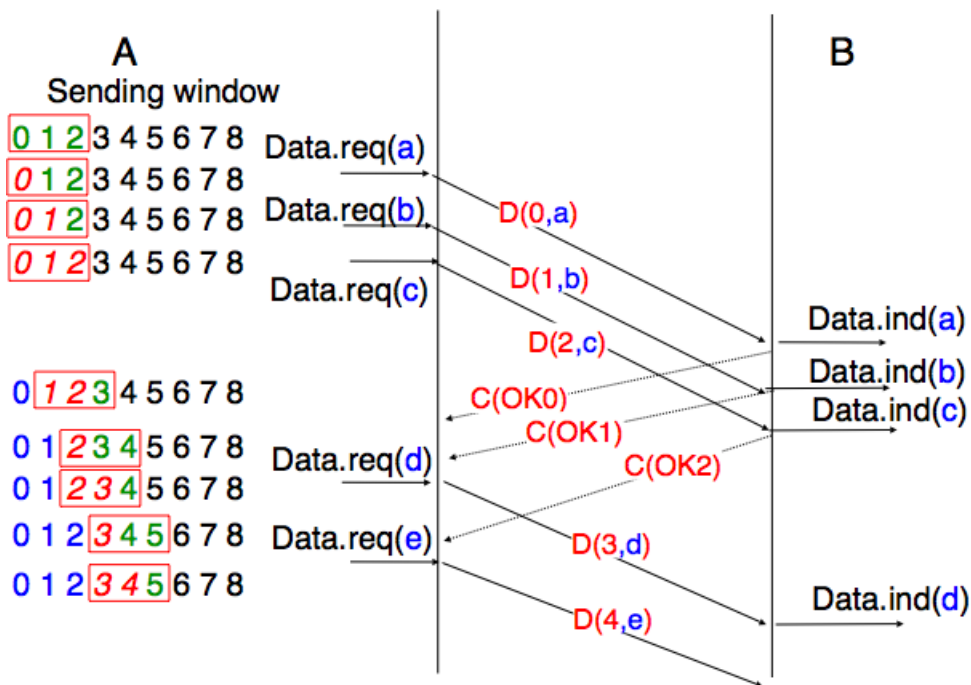 A
B
Sending window
0 1 2 3 4 5 6 7 8
Data.req(a)
0 1 2 3 4 5 6 7 8
Data.req(b)
D(0,a)
0 1 2 3 4 5 6 7 8
0 1 2 3 4 5 6 7 8
D(1,b)
Data.req(c)
Data.ind(a)
D(2,c)
Data.ind(b)
0 1 2 3 4 5 6 7 8
C(OK0)
Data.ind(c)
C(OK1)
0 1 2 3 4 5 6 7 8
Data.req(d)
C(OK2)
0 1 2 3 4 5 6 7 8
0 1 2 3 4 5 6 7 8
Data.req(e)
D(3,d)
0 1 2 3 4 5 6 7 8
Data.ind(d)
D(4,e)